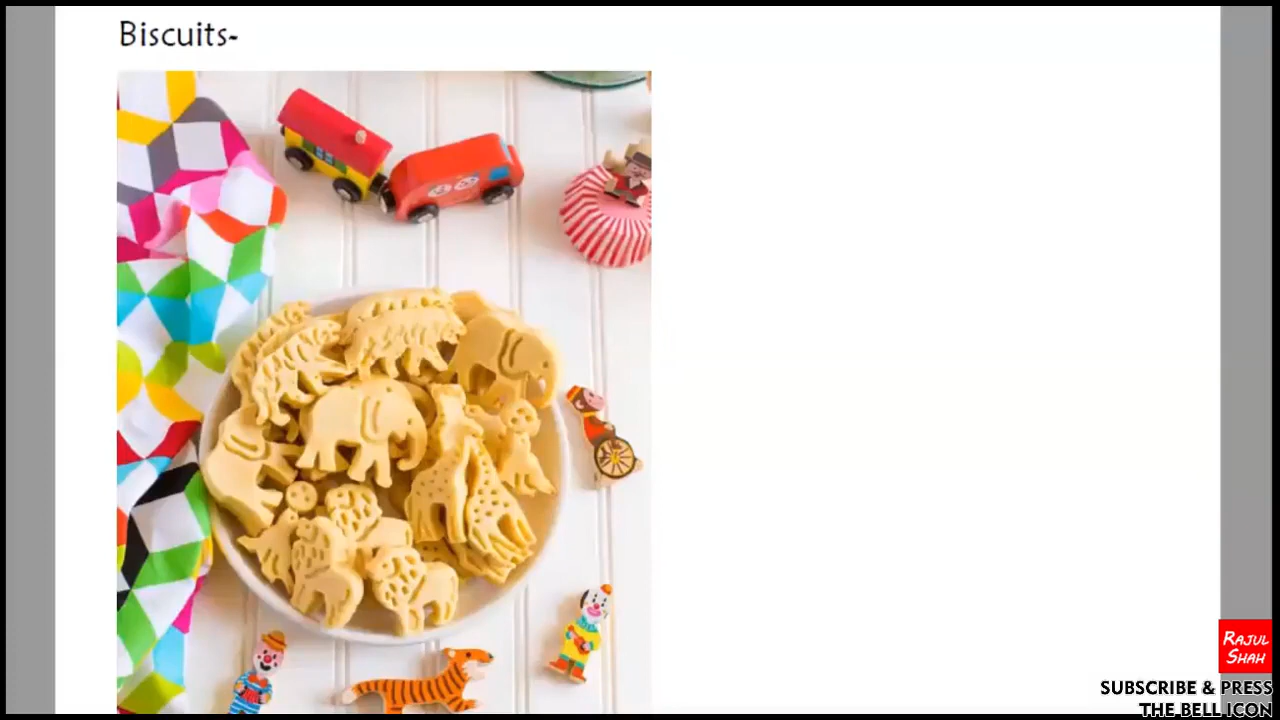 Biscuits-
RAJUL
SHAH
SUBSCRIBE & PRESS
THE BELL ICON